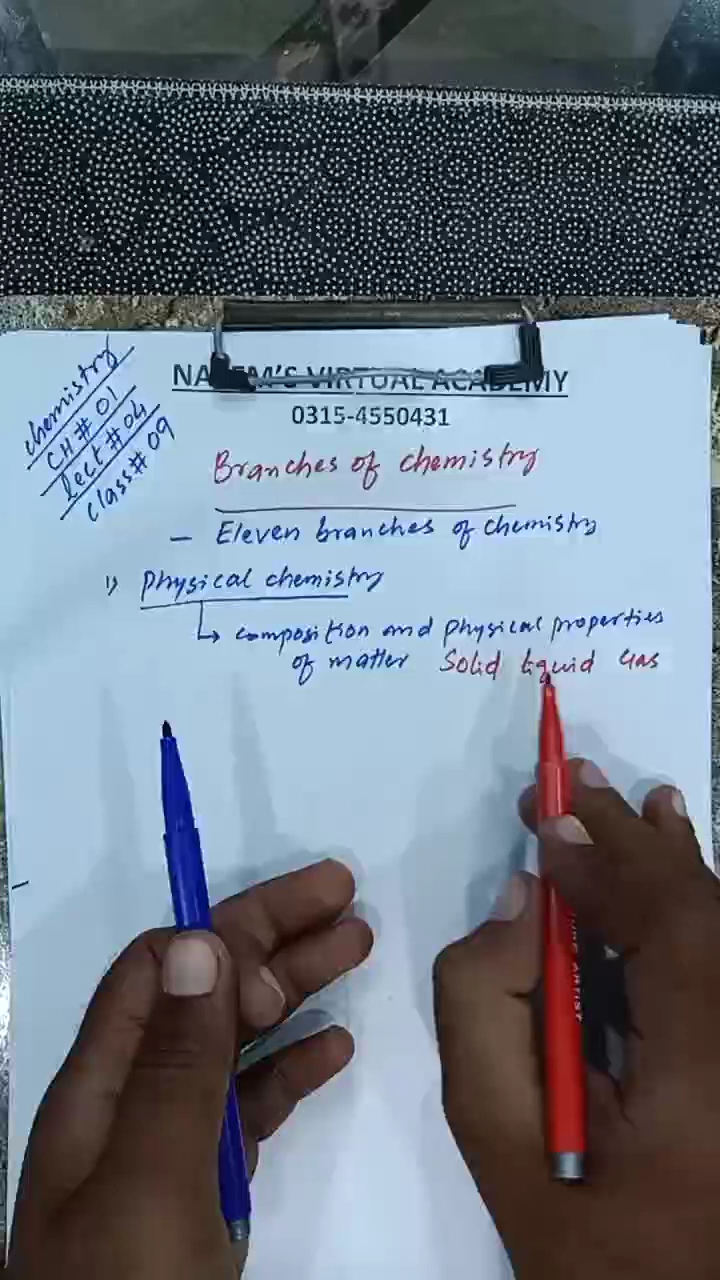 chemistry
CH # 01
lect # 04
class # 09
VIRTUAL ACADEMY
0315-4550431
Branches of chemistry
– Eleven branches of chemistry
1) Physical chemistry
↳ composition and physical properties
of matter Solid liquid Gas